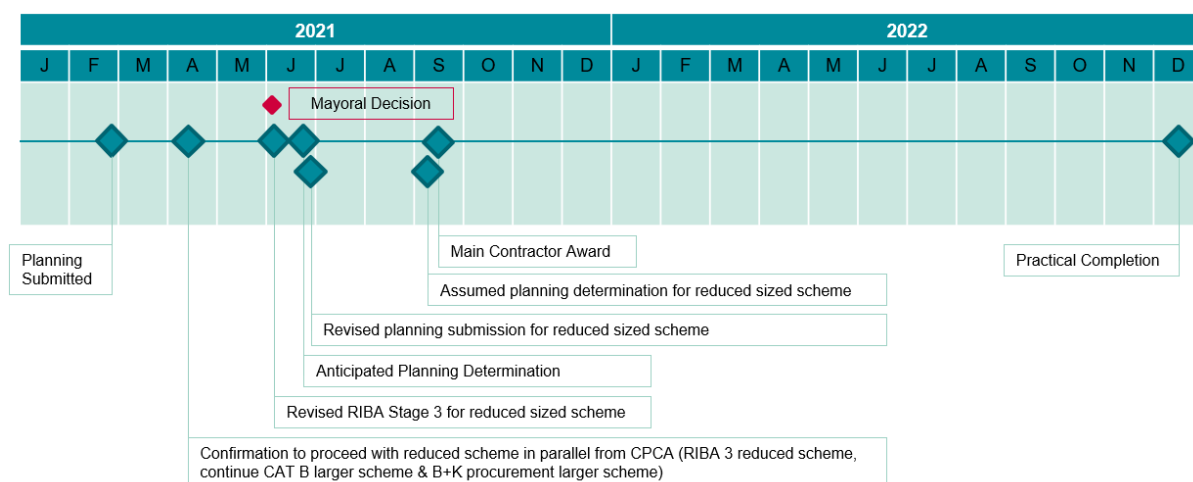 2021 2022
J F M A M J J A S O N D J F M A M J J A S O N D
Mayoral Decision
Planning
Submitted
Main Contractor Award
Practical Completion
Assumed planning determination for reduced sized scheme
Revised planning submission for reduced sized scheme
Anticipated Planning Determination
Revised RIBA Stage 3 for reduced sized scheme
Confirmation to proceed with reduced scheme in parallel from CPCA (RIBA 3 reduced scheme,
continue CAT B larger scheme & B+K procurement larger scheme)